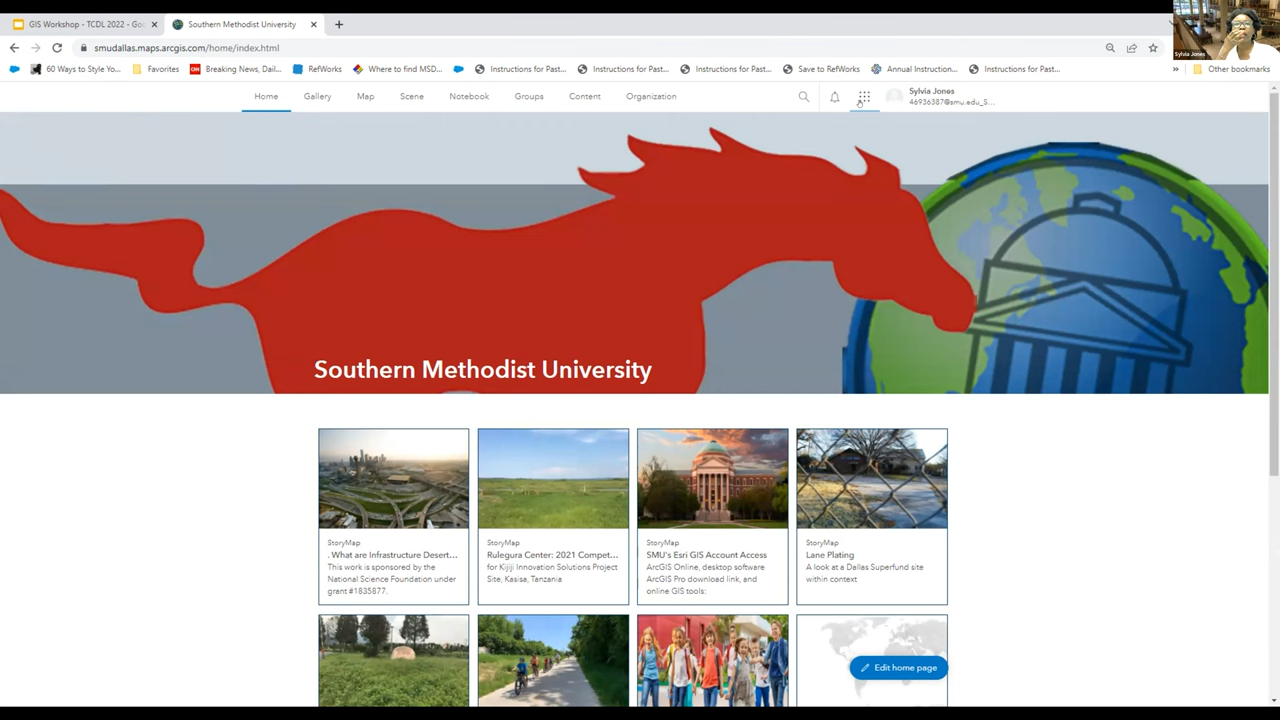 GIS Workshop - TCDL 2022 - Goo
Southern Methodist University
smudallas.maps.arcgis.com/home/index.html
60 Ways to Style Yo...
Favorites
Breaking News, Dail...
RefWorks
Where to find MSD...
Instructions for Past...
Instructions for Past...
Instructions for Past...
Save to RefWorks
Annual Instruction...
Instructions for Past...
Other bookmarks
Home
Gallery
Map
Scene
Notebook
Groups
Content
Organization
Sylvia Jones
46936387@smu.edu_S...
Sylvia Jones
Southern Methodist University
StoryMap
. What are Infrastructure Desert...
This work is sponsored by the
National Science Foundation under
grant #1835877.
StoryMap
Rulegura Center: 2021 Compet...
for Kijiji Innovation Solutions Project
Site, Kasisa, Tanzania
StoryMap
SMU's Esri GIS Account Access
ArcGIS Online, desktop software
ArcGIS Pro download link, and
online GIS tools:
StoryMap
Lane Plating
A look at a Dallas Superfund site
within context
Edit home page